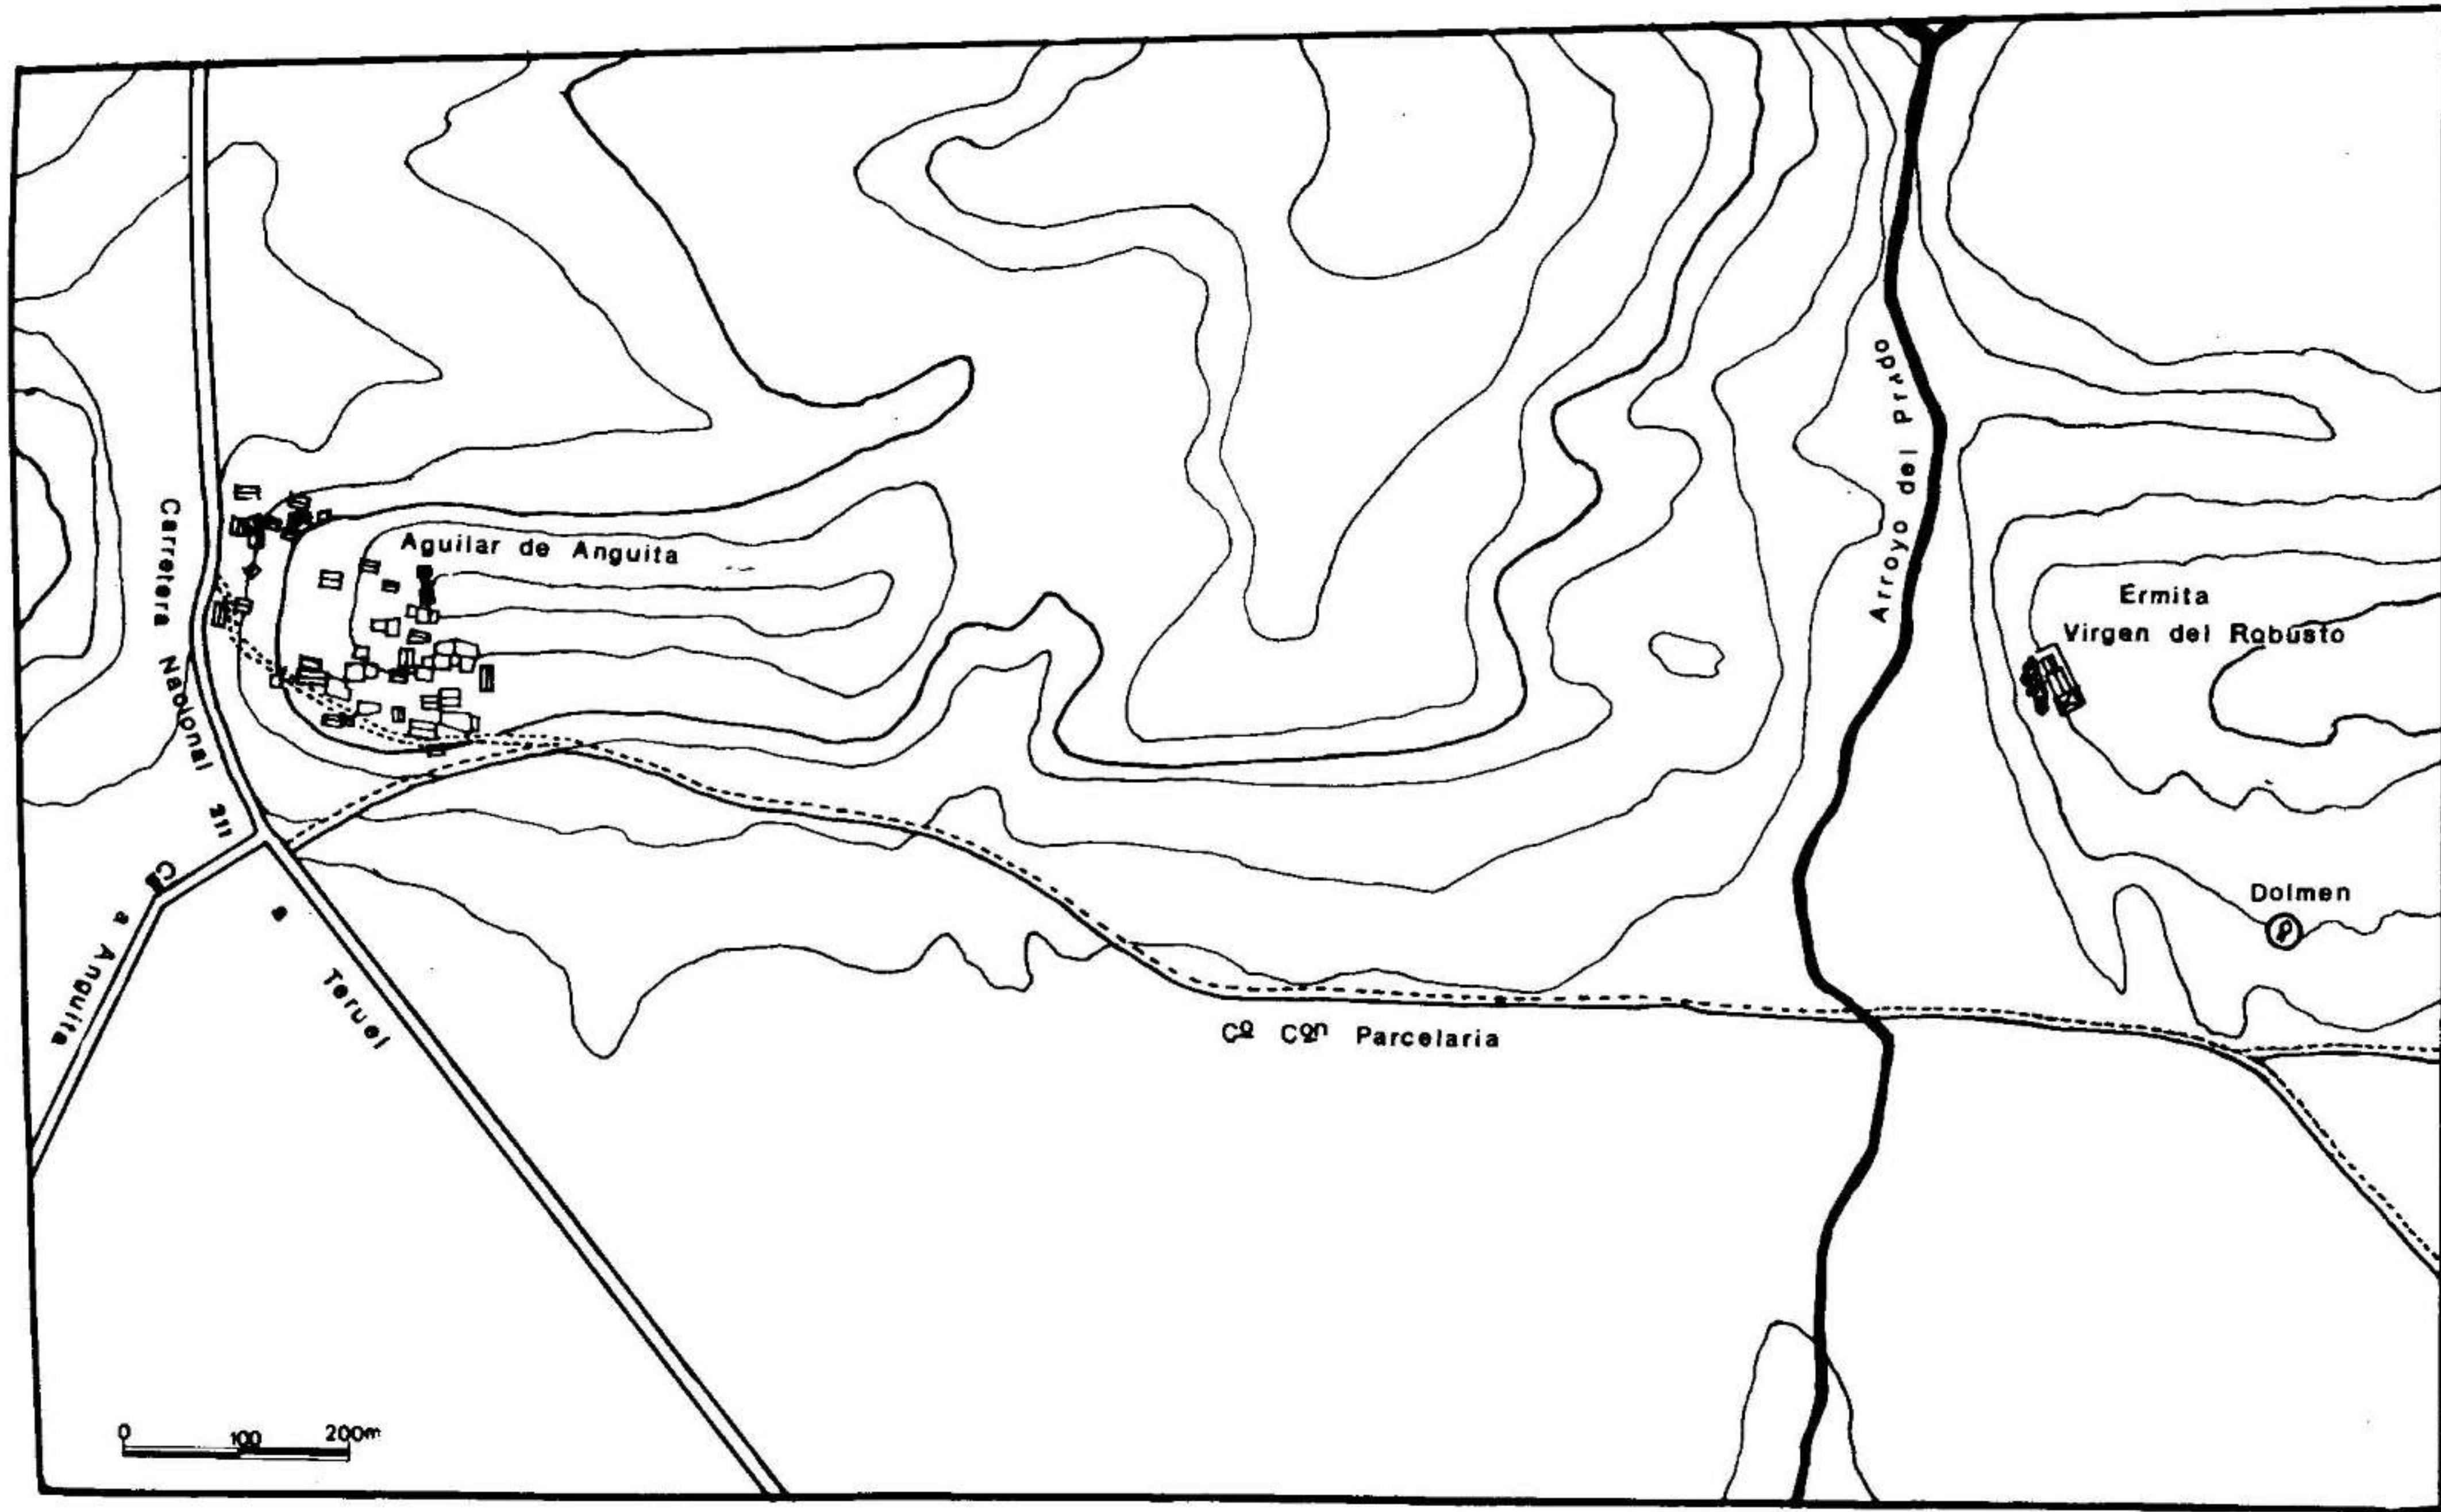 Aguilar de Anguita
Carretera Nacional 211
a Teruel
Cª a Anguita
Arroyo del Prado
Ermita
Virgen del Robusto
Dolmen
Cº Cºⁿ Parcelaria
0 100 200m